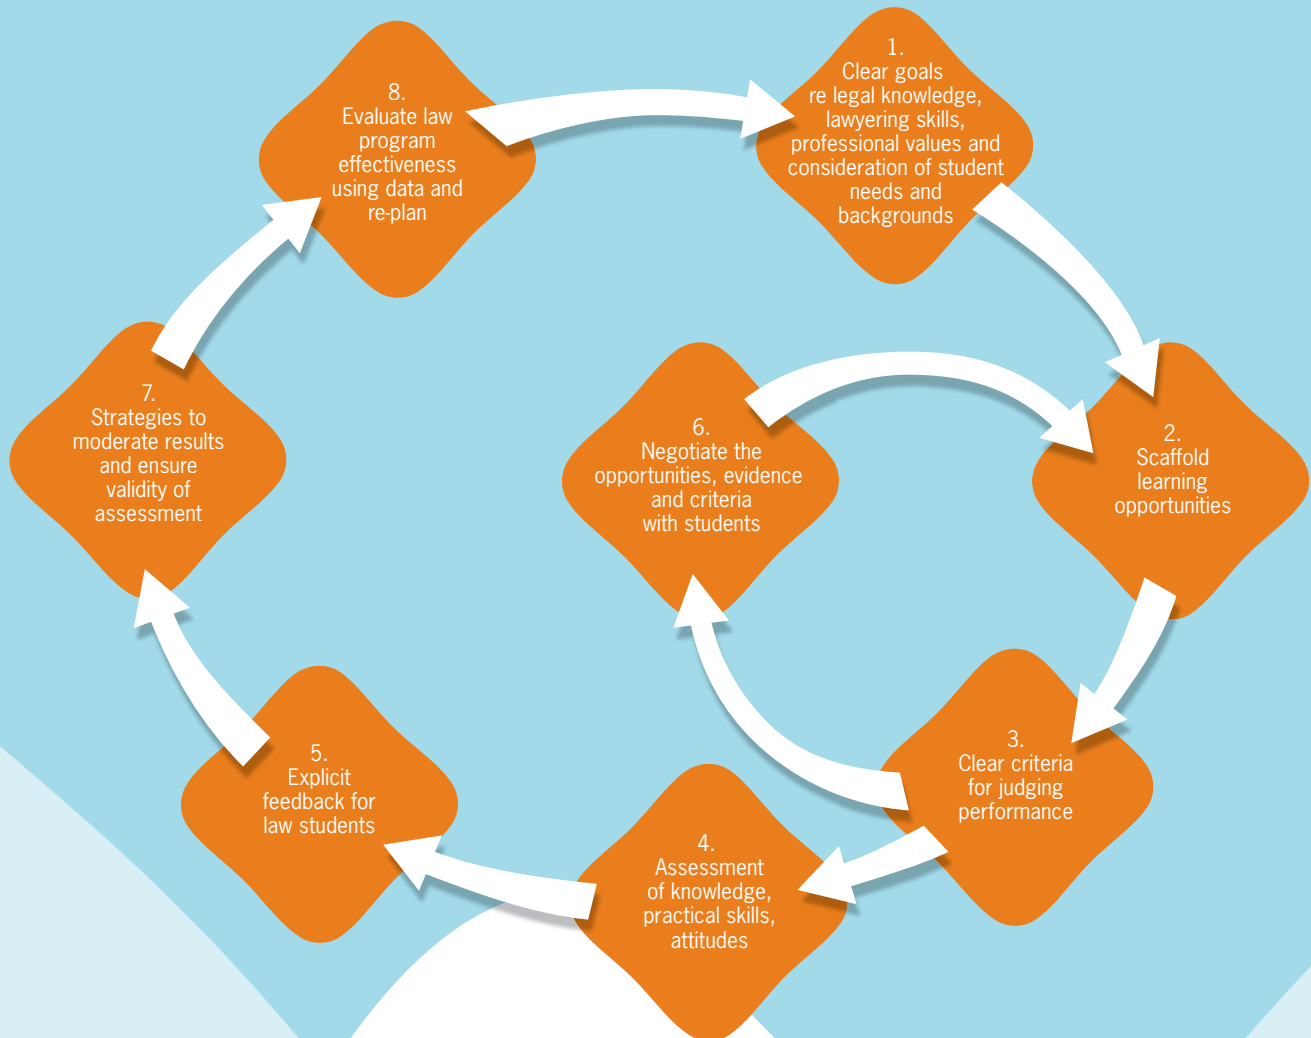 1.
Clear goals
re legal knowledge,
lawyering skills,
professional values and
consideration of student
needs and
backgrounds
2.
Scaffold
learning
opportunities
3.
Clear criteria
for judging
performance
4.
Assessment
of knowledge,
practical skills,
attitudes
5.
Explicit
feedback for
law students
6.
Negotiate the
opportunities, evidence
and criteria
with students
7.
Strategies to
moderate results
and ensure
validity of
assessment
8.
Evaluate law
program
effectiveness
using data and
re-plan